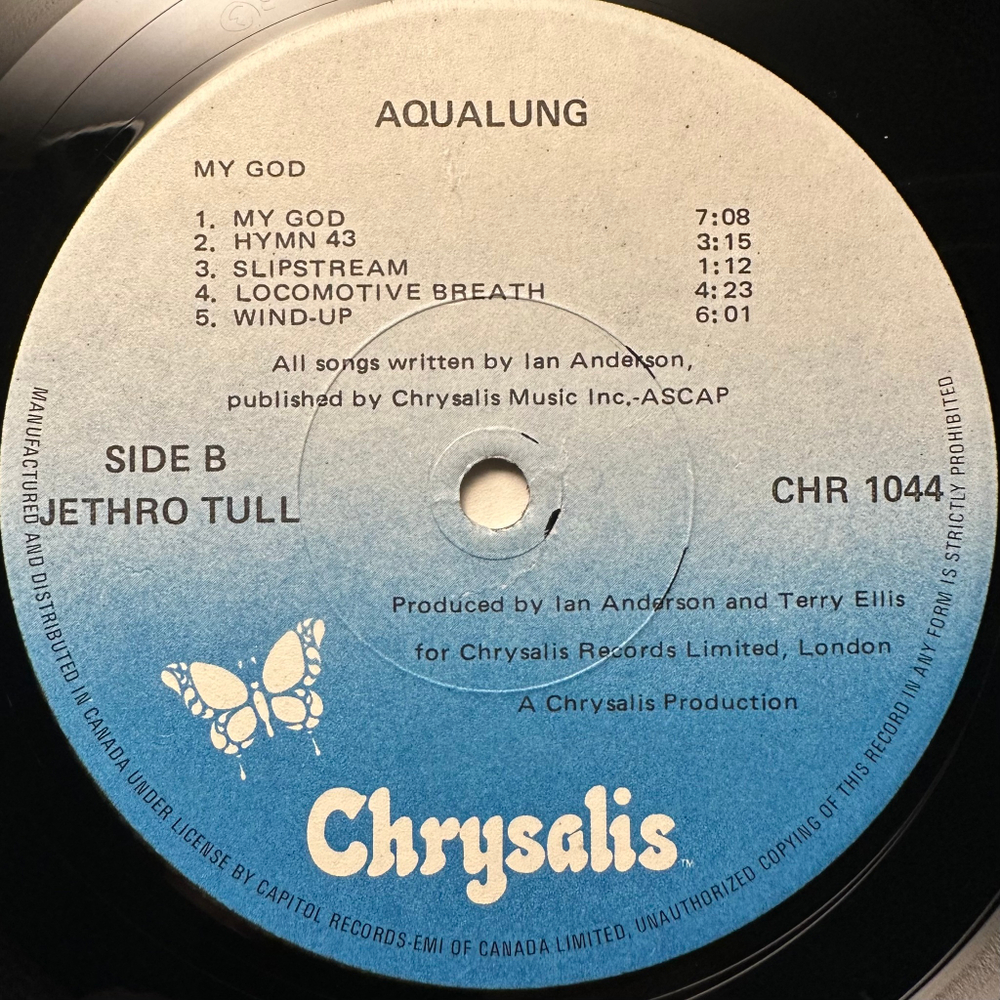 AQUALUNG
MY GOD
1. MY GOD 7:08
2. HYMN 43 3:15
3. SLIPSTREAM 1:12
4. LOCOMOTIVE BREATH 4:23
5. WIND-UP 6:01
All songs written by Ian Anderson,
published by Chrysalis Music Inc.-ASCAP
SIDE B
JETHRO TULL
CHR 1044
Produced by Ian Anderson and Terry Ellis
for Chrysalis Records Limited, London
A Chrysalis Production
Chrysalis™
MANUFACTURED AND DISTRIBUTED IN CANADA UNDER LICENSE BY CAPITOL RECORDS-EMI OF CANADA LIMITED, UNAUTHORIZED COPYING OF THIS RECORD IN ANY FORM IS STRICTLY PROHIBITED.